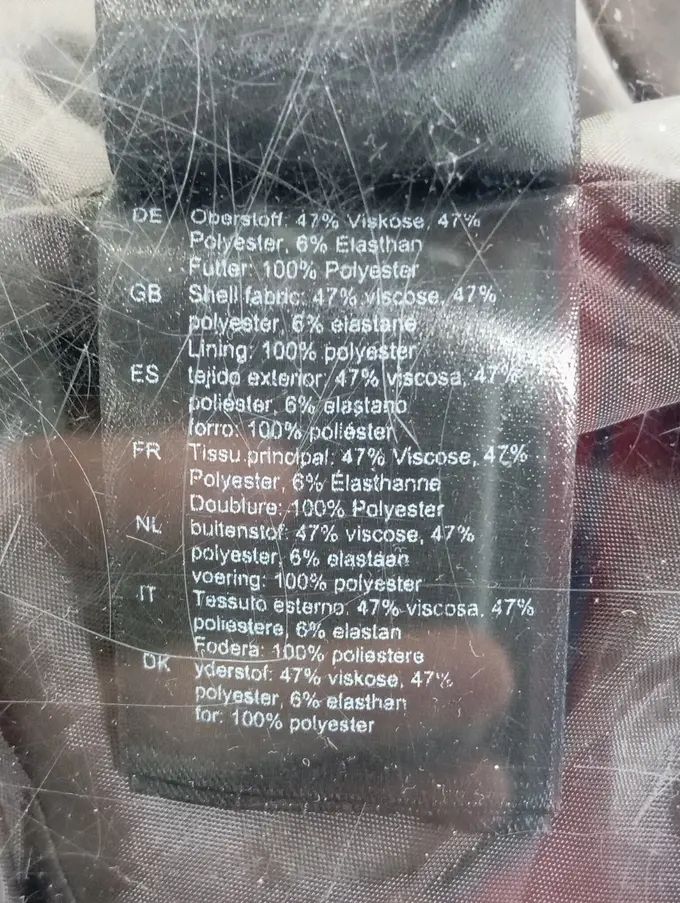 DE Oberstoff: 47% Viskose, 47%
Polyester, 6% Elasthan
Futter: 100% Polyester
GB Shell fabric: 47% viscose, 47%
polyester, 6% elastane
Lining: 100% polyester
ES tejido exterior: 47% viscosa, 47%
poliéster, 6% elastano
forro: 100% poliéster
FR Tissu principal: 47% Viscose, 47%
Polyester, 6% Élasthanne
Doublure: 100% Polyester
NL buitenstof: 47% viscose, 47%
polyester, 6% elastaan
voering: 100% polyester
IT Tessuto esterno: 47% viscosa, 47%
poliestere, 6% elastan
Fodera: 100% poliestere
DK yderstof: 47% viskose, 47%
polyester, 6% elasthan
for: 100% polyester